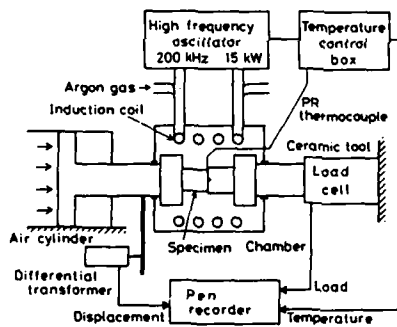 High frequency
oscillator
200 kHz 15 kW
Temperature
control
box
Argon gas
Induction coil
PR
thermocouple
Ceramic tool
Load
cell
Air cylinder
Specimen
Chamber
Differential
transformer
Pen
recorder
Load
Displacement
Temperature